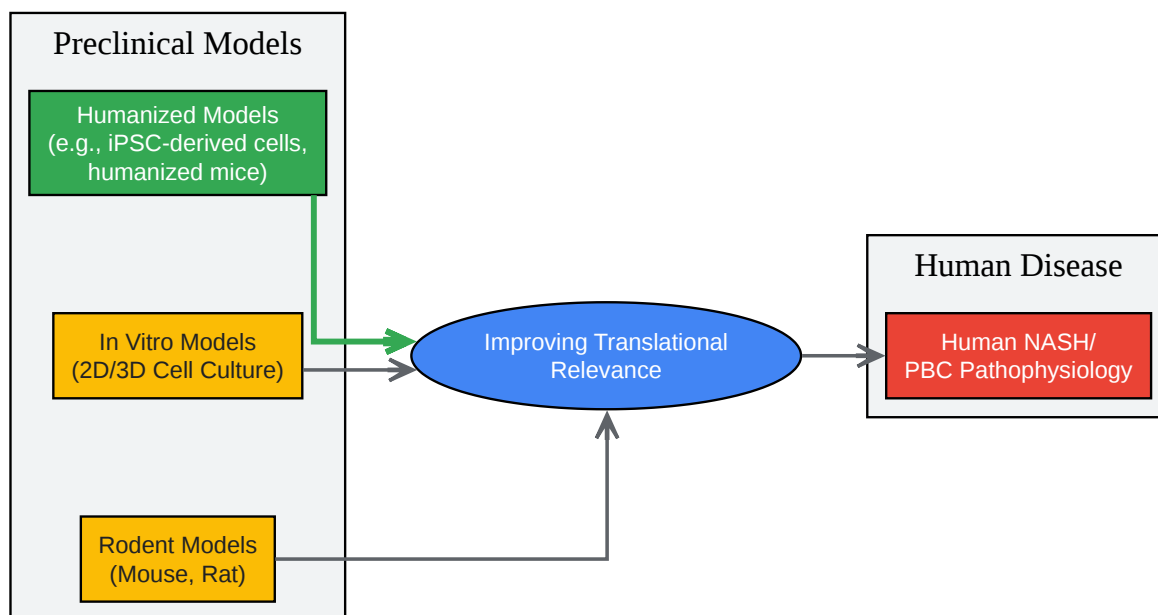 Preclinical Models
Humanized Models
(e.g., iPSC-derived cells,
humanized mice)
In Vitro Models
(2D/3D Cell Culture)
Rodent Models
(Mouse, Rat)
Improving Translational
Relevance
Human Disease
Human NASH/
PBC Pathophysiology